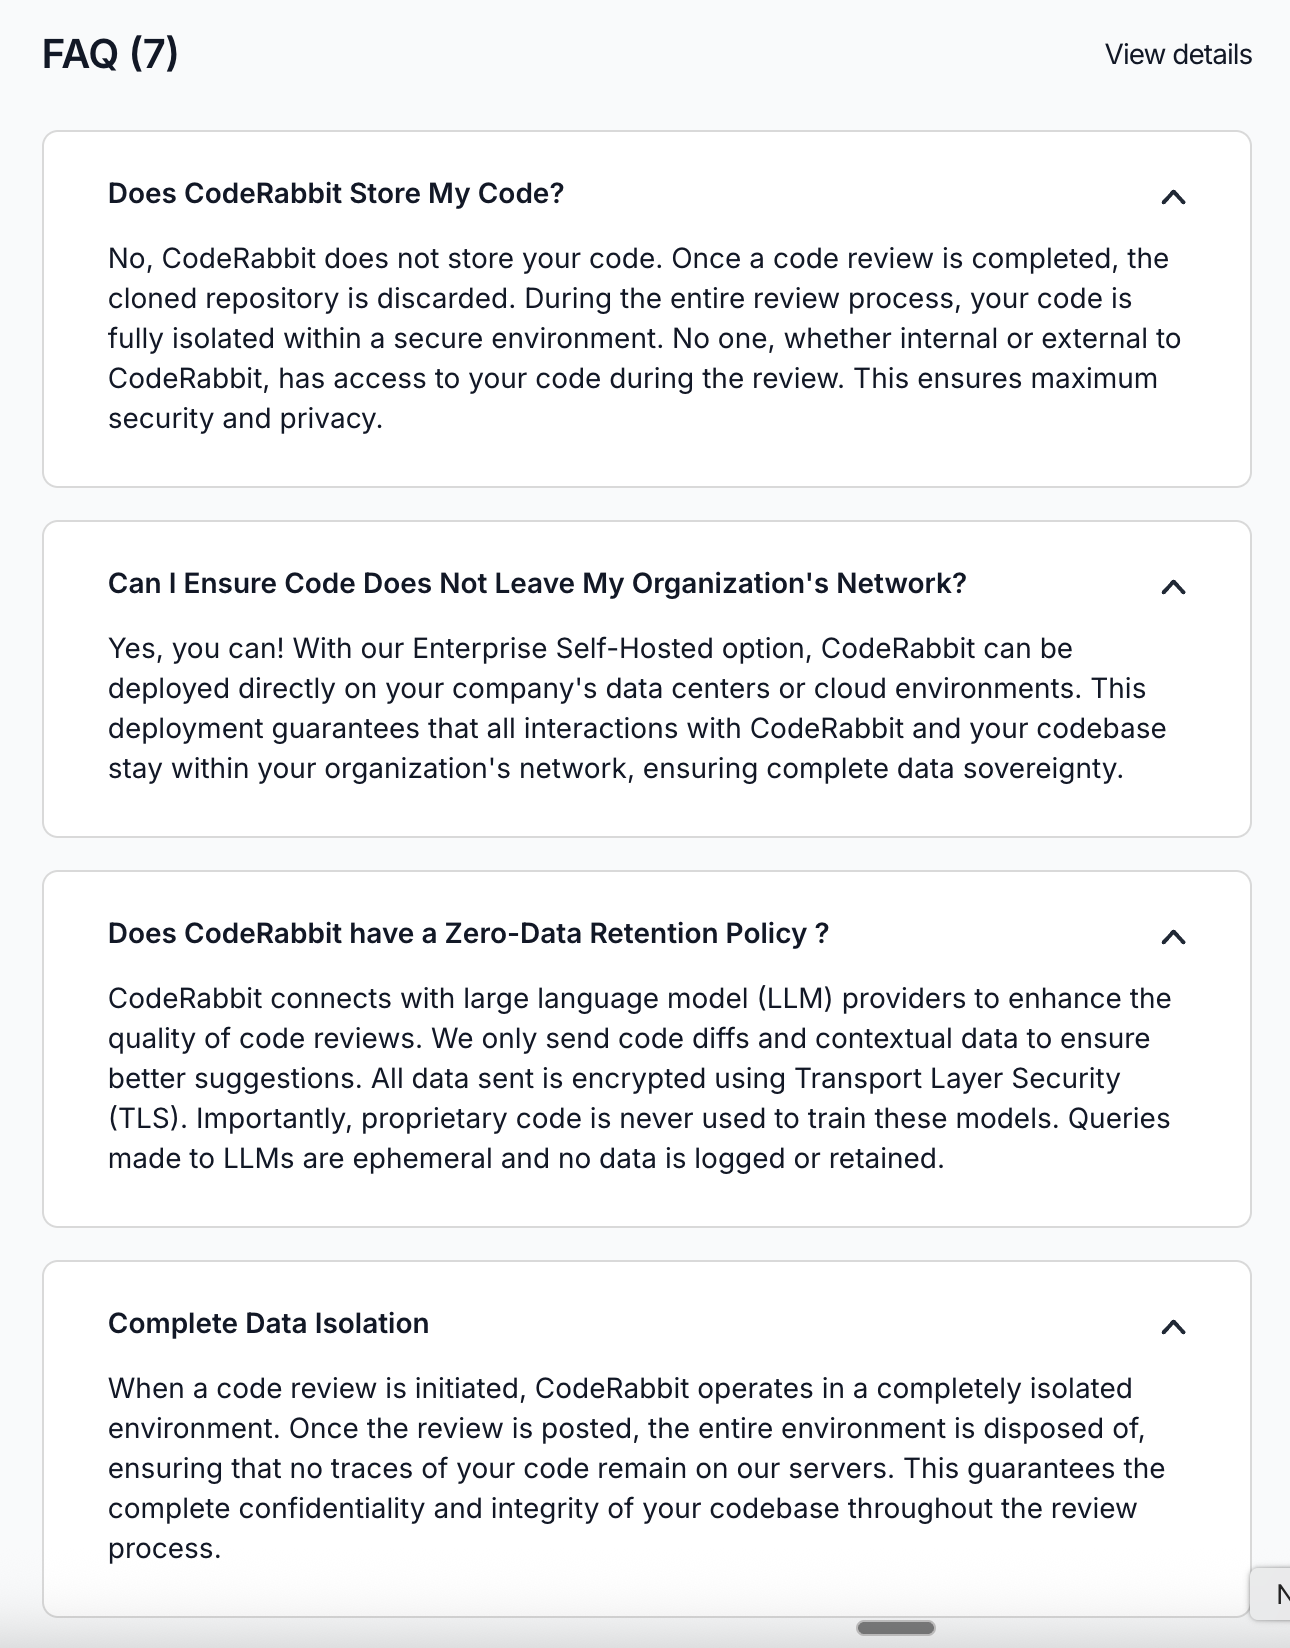 FAQ (7)
View details
Does CodeRabbit Store My Code?
No, CodeRabbit does not store your code. Once a code review is completed, the
cloned repository is discarded. During the entire review process, your code is
fully isolated within a secure environment. No one, whether internal or external to
CodeRabbit, has access to your code during the review. This ensures maximum
security and privacy.
Can I Ensure Code Does Not Leave My Organization's Network?
Yes, you can! With our Enterprise Self-Hosted option, CodeRabbit can be
deployed directly on your company's data centers or cloud environments. This
deployment guarantees that all interactions with CodeRabbit and your codebase
stay within your organization's network, ensuring complete data sovereignty.
Does CodeRabbit have a Zero-Data Retention Policy ?
CodeRabbit connects with large language model (LLM) providers to enhance the
quality of code reviews. We only send code diffs and contextual data to ensure
better suggestions. All data sent is encrypted using Transport Layer Security
(TLS). Importantly, proprietary code is never used to train these models. Queries
made to LLMs are ephemeral and no data is logged or retained.
Complete Data Isolation
When a code review is initiated, CodeRabbit operates in a completely isolated
environment. Once the review is posted, the entire environment is disposed of,
ensuring that no traces of your code remain on our servers. This guarantees the
complete confidentiality and integrity of your codebase throughout the review
process.